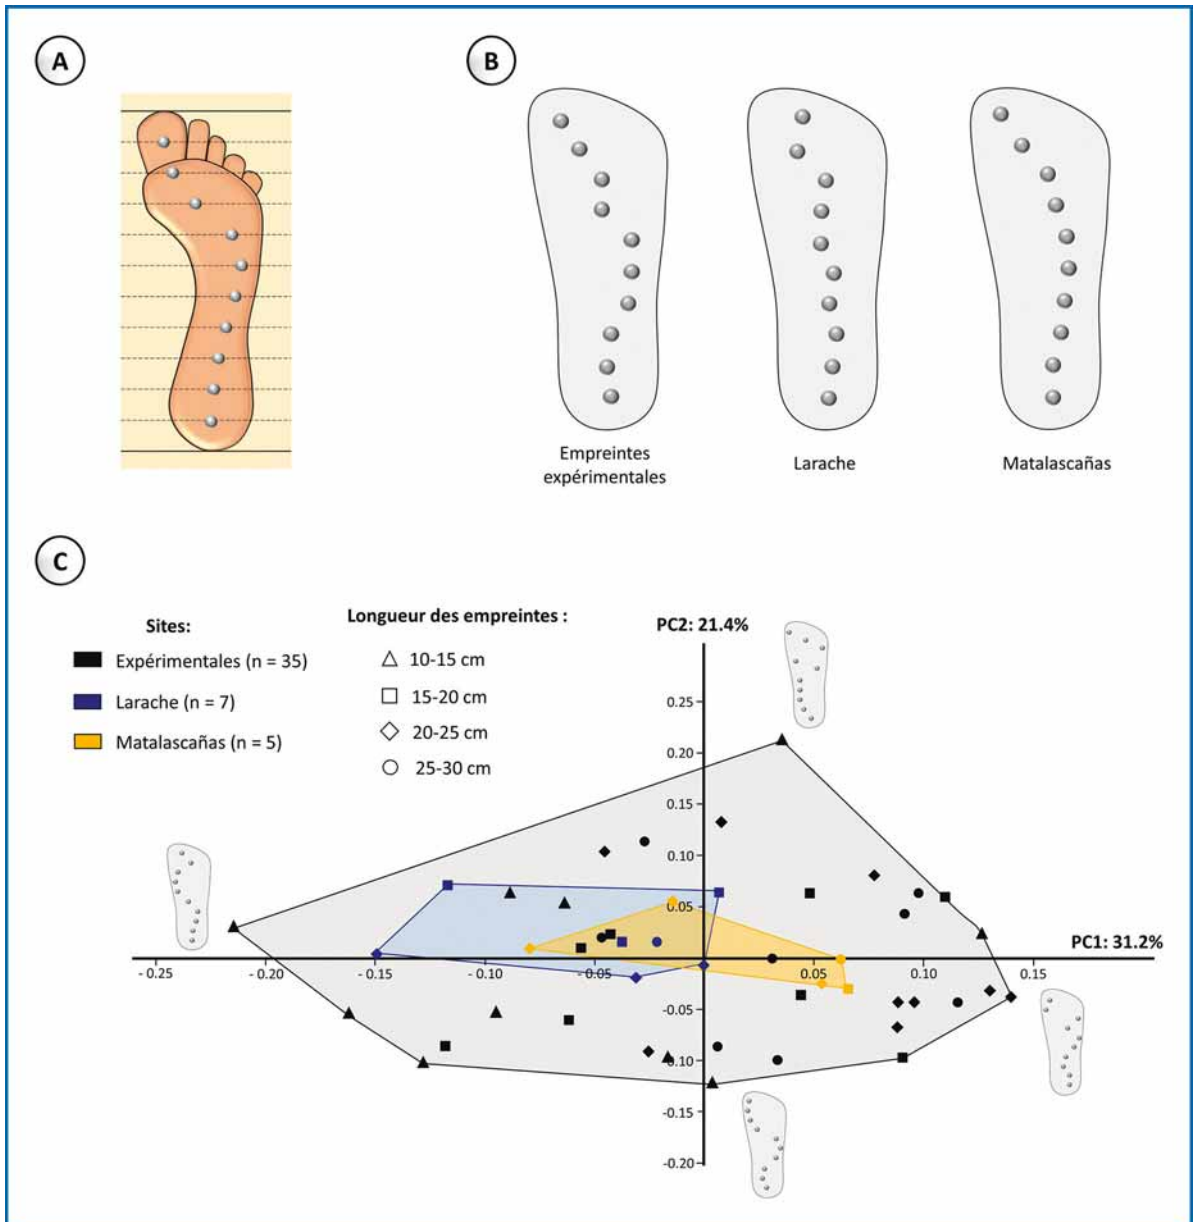 A
B
Empreintes
expérimentales
Larache
Matalascañas
C
Sites:
Expérimentales (n = 35)
Larache (n = 7)
Matalascañas (n = 5)
Longueur des empreintes :
10-15 cm
15-20 cm
20-25 cm
25-30 cm
PC2: 21.4%
0.25
0.20
0.15
0.10
0.05
PC1: 31.2%
- 0.25
- 0.20
- 0.15
- 0.10
- 0.05
0.05
0.10
0.15
-0.05
-0.10
-0.15
-0.20